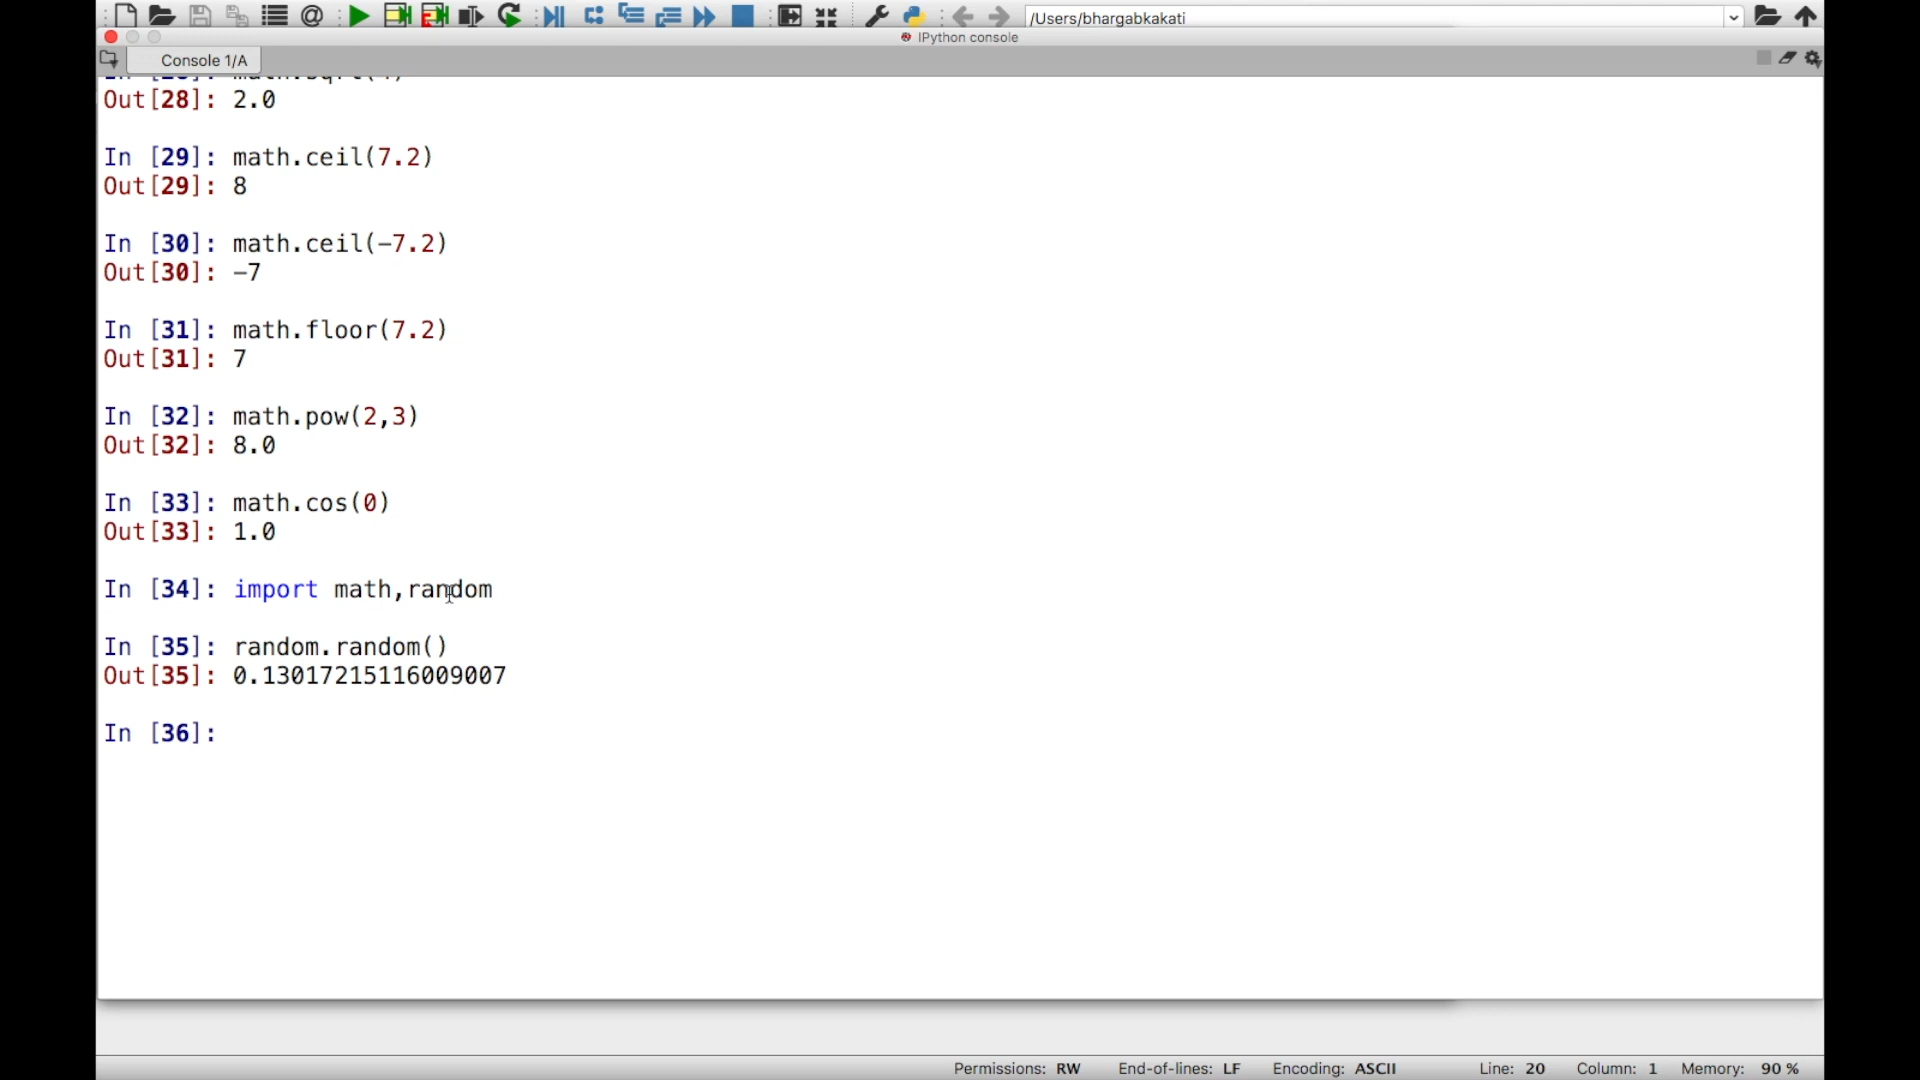 /Users/bhargabkakati
IPython console
Console 1/A
Out[28]: 2.0
In [29]: math.ceil(7.2)
Out[29]: 8
In [30]: math.ceil(-7.2)
Out[30]: -7
In [31]: math.floor(7.2)
Out[31]: 7
In [32]: math.pow(2,3)
Out[32]: 8.0
In [33]: math.cos(0)
Out[33]: 1.0
In [34]: import math,random
In [35]: random.random()
Out[35]: 0.13017215116009007
In [36]:
Permissions: RW End-of-lines: LF Encoding: ASCII Line: 20 Column: 1 Memory: 90 %